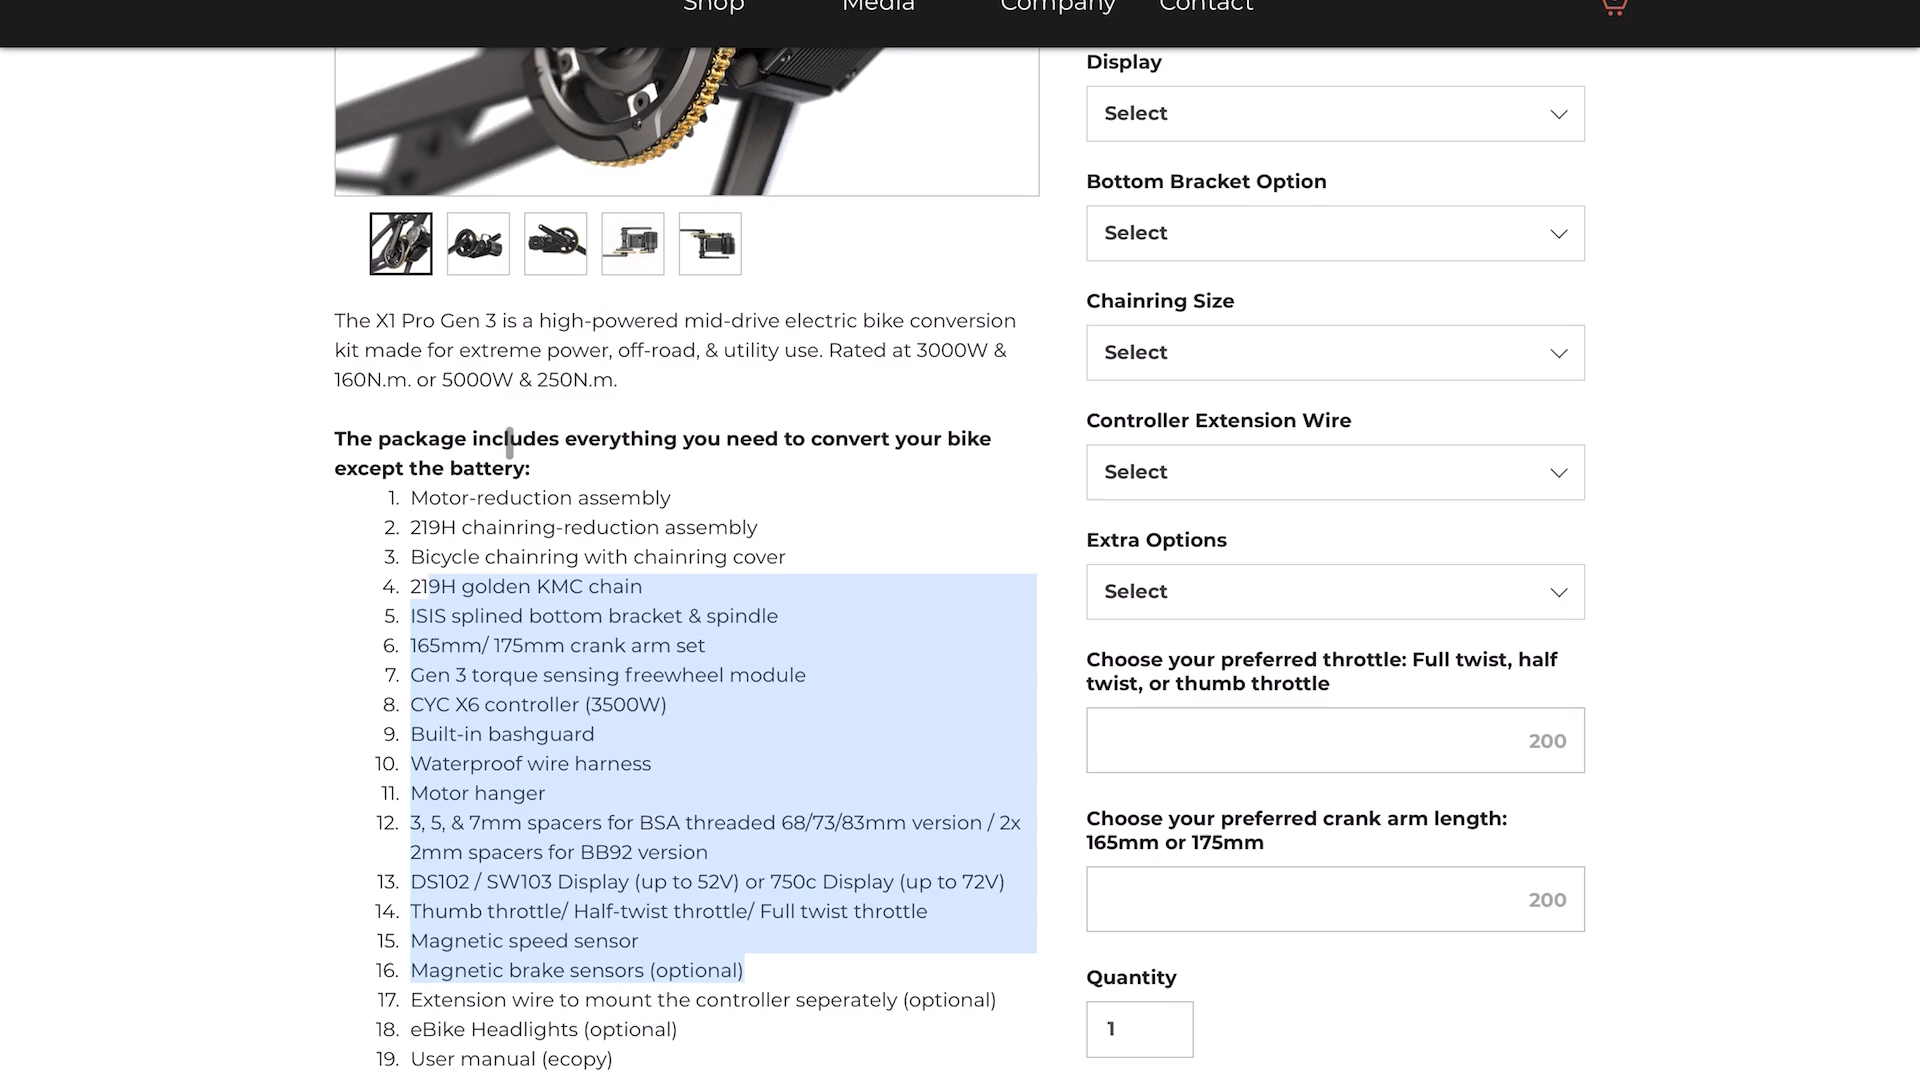 Shop
Media
Company
Contact
The X1 Pro Gen 3 is a high-powered mid-drive electric bike conversion
kit made for extreme power, off-road, & utility use. Rated at 3000W &
160N.m. or 5000W & 250N.m.
The package includes everything you need to convert your bike
except the battery:
1. Motor-reduction assembly
2. 219H chainring-reduction assembly
3. Bicycle chainring with chainring cover
4. 219H golden KMC chain
5. ISIS splined bottom bracket & spindle
6. 165mm/ 175mm crank arm set
7. Gen 3 torque sensing freewheel module
8. CYC X6 controller (3500W)
9. Built-in bashguard
10. Waterproof wire harness
11. Motor hanger
12. 3, 5, & 7mm spacers for BSA threaded 68/73/83mm version / 2x
2mm spacers for BB92 version
13. DS102 / SW103 Display (up to 52V) or 750c Display (up to 72V)
14. Thumb throttle/ Half-twist throttle/ Full twist throttle
15. Magnetic speed sensor
16. Magnetic brake sensors (optional)
17. Extension wire to mount the controller seperately (optional)
18. eBike Headlights (optional)
19. User manual (ecopy)
Display
Select
Bottom Bracket Option
Select
Chainring Size
Select
Controller Extension Wire
Select
Extra Options
Select
Choose your preferred throttle: Full twist, half
twist, or thumb throttle
200
Choose your preferred crank arm length:
165mm or 175mm
200
Quantity
1